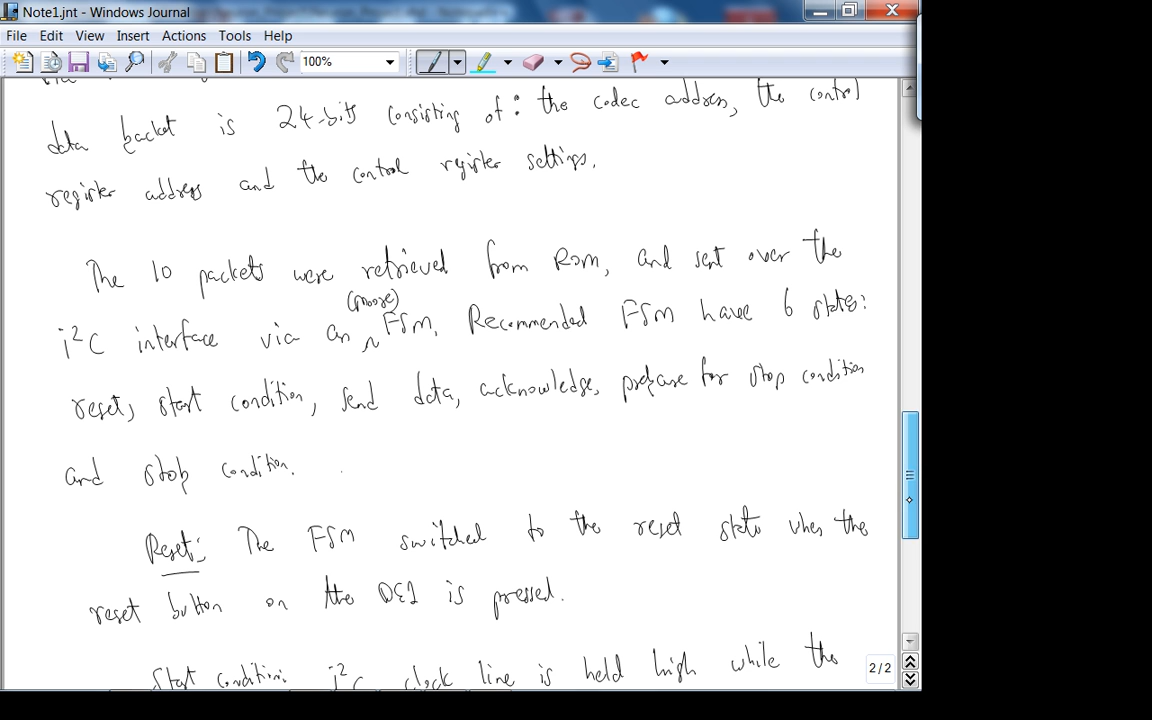 Note1.jnt - Windows Journal
File Edit View Insert Actions Tools Help
100%
data packet is 24-bits consisting of: the codec address, the control
register address and the control register settings.
The 10 packets were retrieved from ROM, and sent over the
(moore)
i²C interface via an FSM. Recommended FSM have 6 states:
reset, start condition, send data, acknowledge, prepare for stop condition
and stop condition.
Reset: The FSM switched to the reset state when the
reset button on the DE1 is pressed.
Start condition: i²C clock line is held high while the
2/2